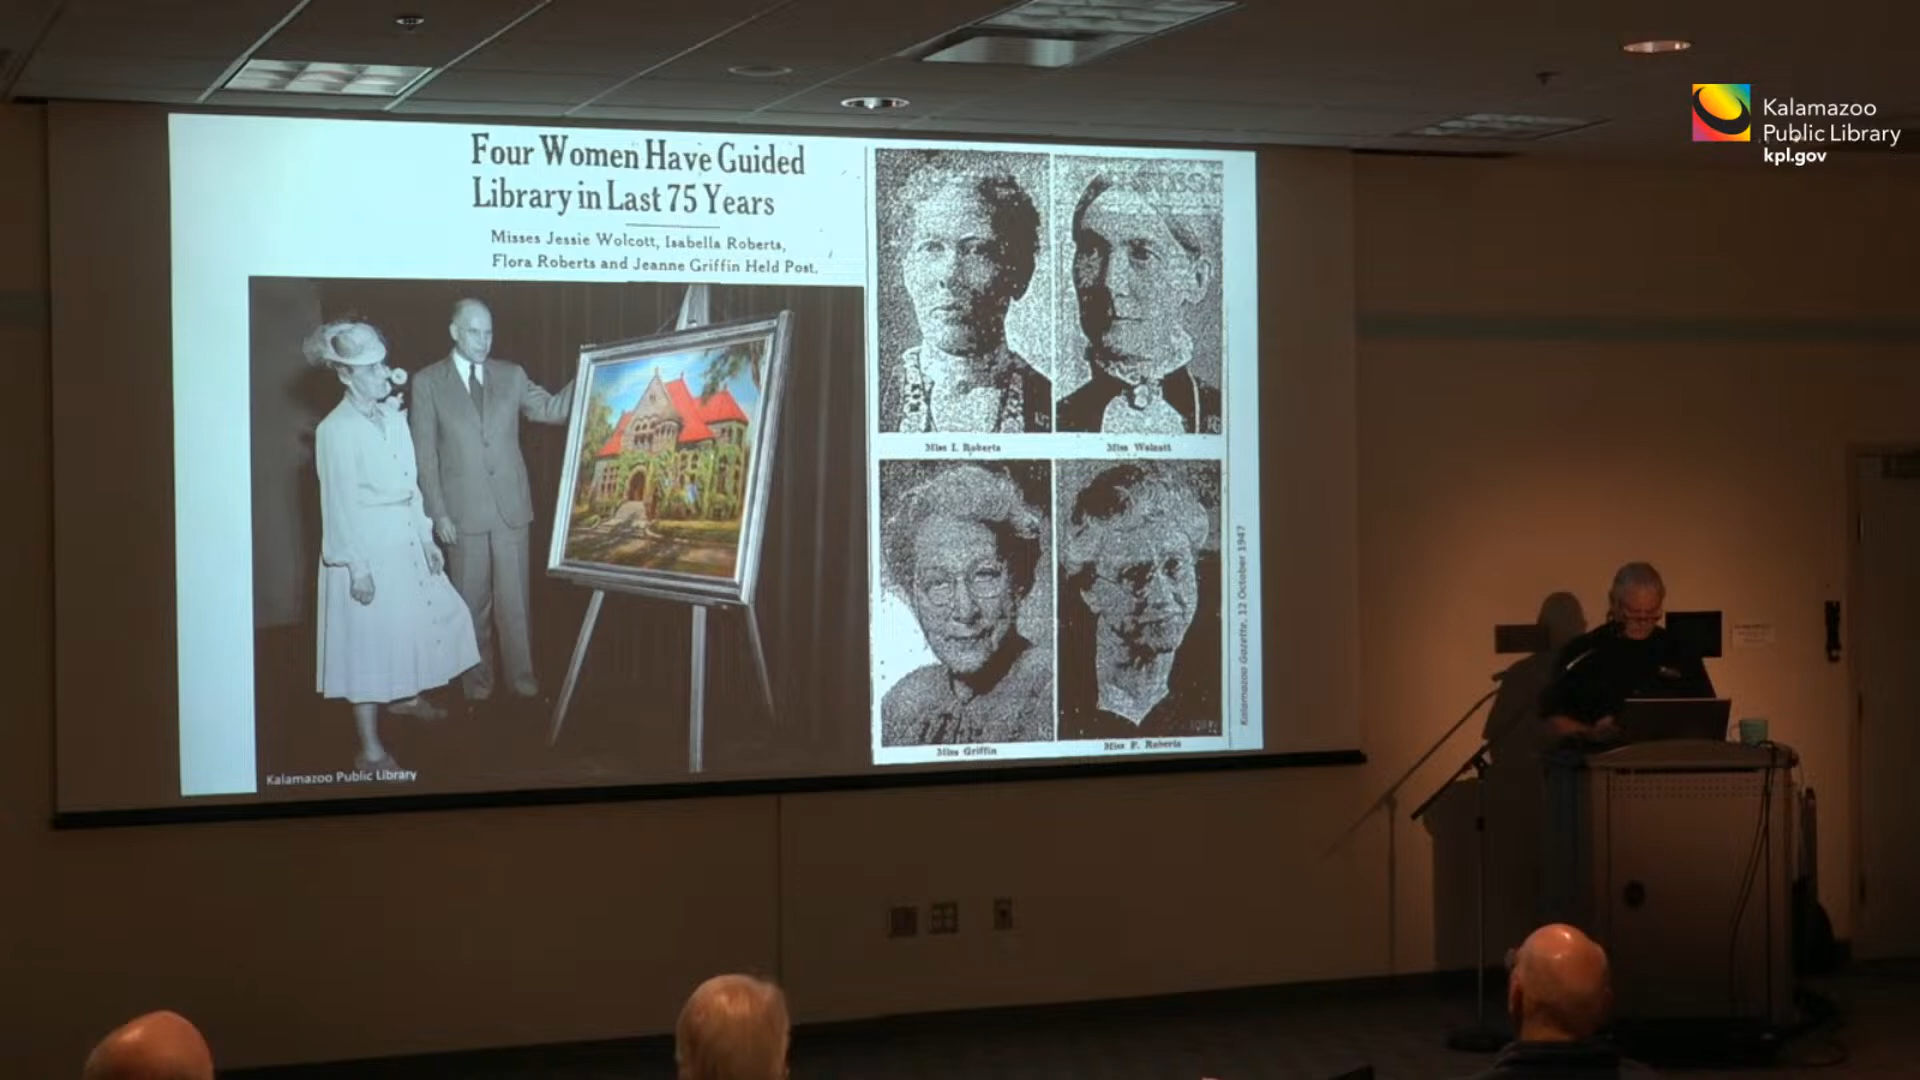 Kalamazoo
Public Library
kpl.gov
Four Women Have Guided
Library in Last 75 Years
Misses Jessie Wolcott, Isabella Roberts,
Flora Roberts and Jeanne Griffin Held Post.
Miss I. Roberts
Miss Wolcott
Miss Griffin
Miss F. Roberts
Kalamazoo Gazette, 12 October 1947
Kalamazoo Public Library